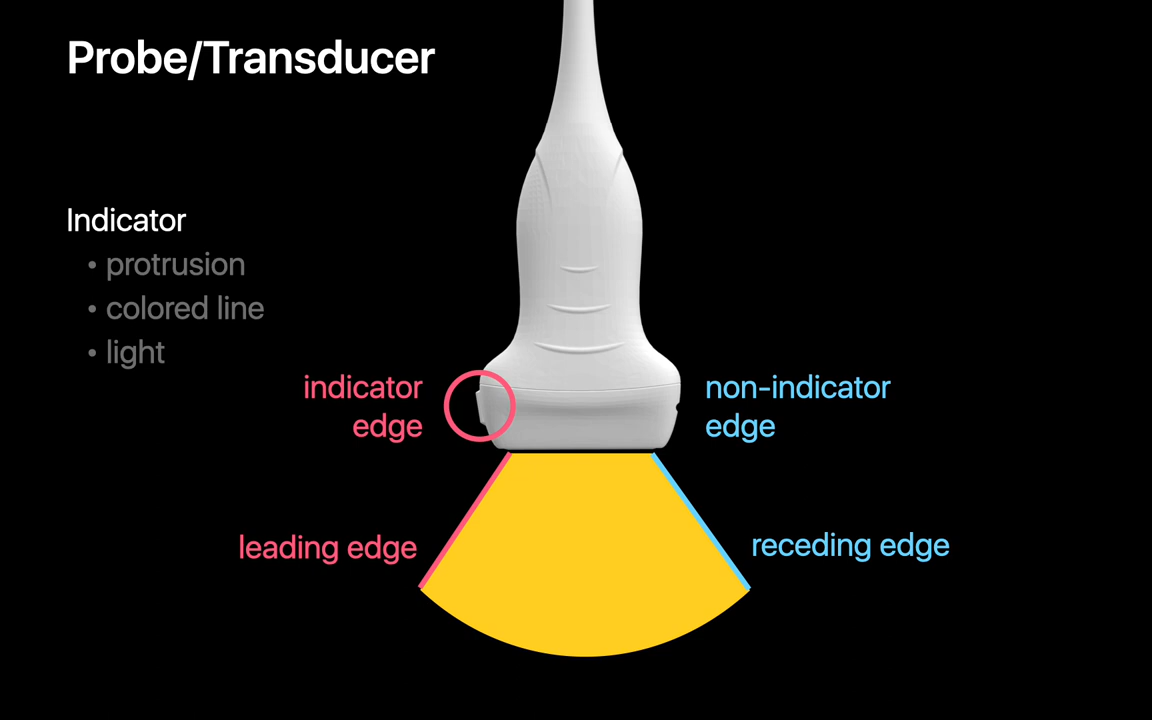 Probe/Transducer
Indicator
• protrusion
• colored line
• light
indicator
edge
non-indicator
edge
leading edge
receding edge